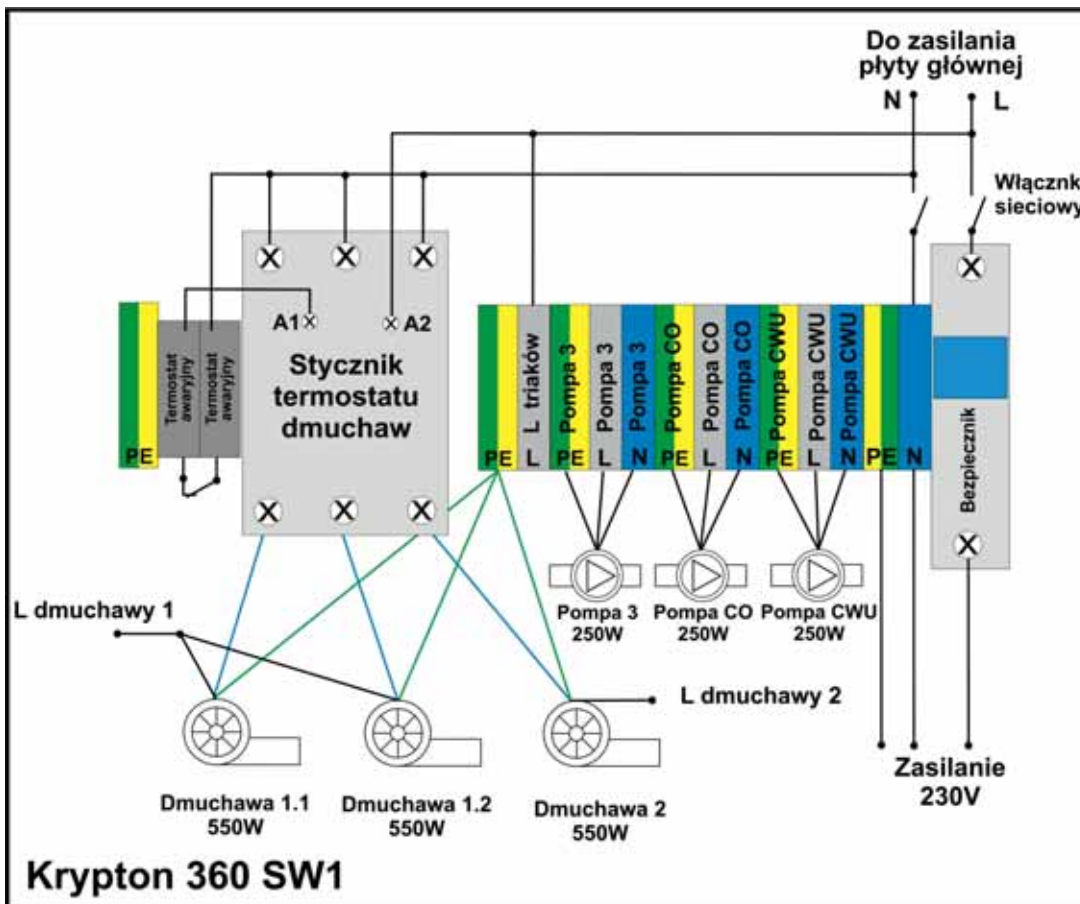 Do zasilania
płyty głównej
N
L
Włącznk
sieciowy
A1
A2
Stycznik
termostatu
dmuchaw
PE
Termostat
awaryjny
Termostat
awaryjny
PE
L triaków
L
Pompa 3
PE
Pompa 3
L
Pompa 3
N
Pompa CO
PE
Pompa CO
L
Pompa CO
N
Pompa CWU
PE
Pompa CWU
L
Pompa CWU
N
PE
N
Bezpiecznik
Pompa 3
250W
Pompa CO
250W
Pompa CWU
250W
L dmuchawy 1
L dmuchawy 2
Dmuchawa 1.1
550W
Dmuchawa 1.2
550W
Dmuchawa 2
550W
Zasilanie
230V
Krypton 360 SW1